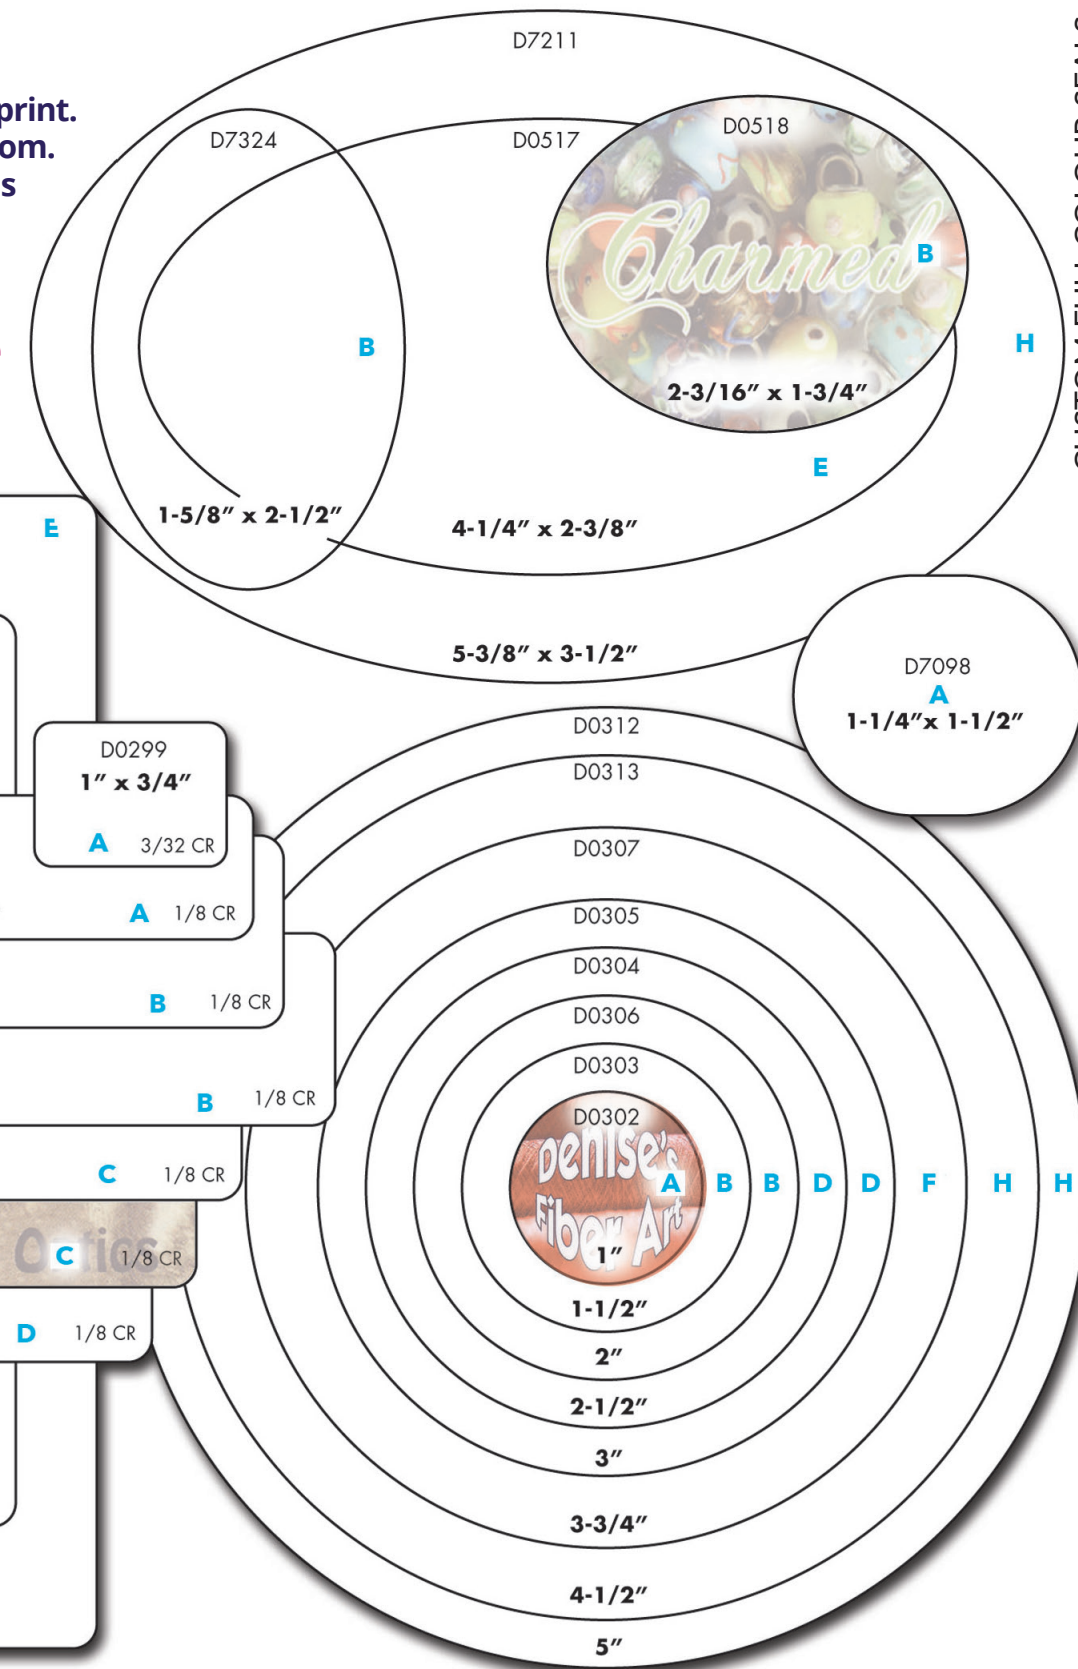 print.
om.
s
D7211
D7324
D0517
D0518
Charmed
B
B
H
2-3/16” x 1-3/4”
E
1-5/8” x 2-1/2”
4-1/4” x 2-3/8”
5-3/8” x 3-1/2”
E
D7098
A
1-1/4”x 1-1/2”
D0299
1” x 3/4”
A 3/32 CR
A 1/8 CR
B 1/8 CR
B 1/8 CR
C 1/8 CR
Optics
C 1/8 CR
D 1/8 CR
D0312
D0313
D0307
D0305
D0304
D0306
D0303
D0302
Denise's
Fiber Art
A B B D D F H H
1”
1-1/2”
2”
2-1/2”
3”
3-3/4”
4-1/2”
5”